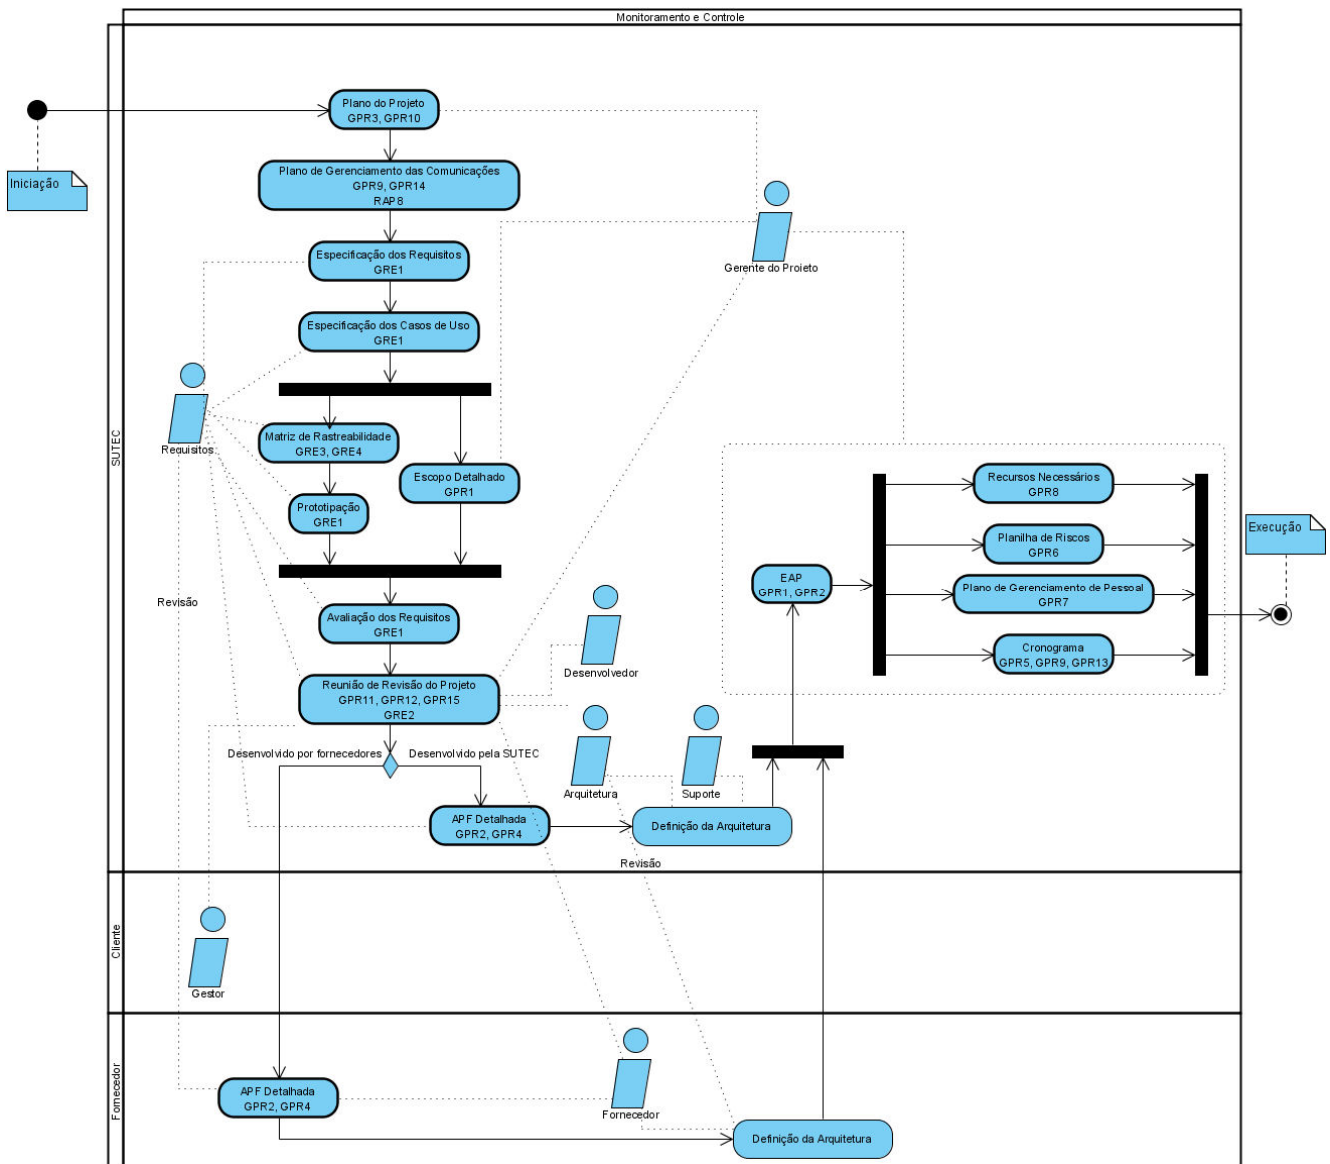 Monitoramento e Controle
Iniciação
Plano do Projeto
GPR3, GPR10
Plano de Gerenciamento das Comunicações
GPR9, GPR14
RAP8
Especificação dos Requisitos
GRE1
Gerente do Projeto
Especificação dos Casos de Uso
GRE1
SUTEC
Requisitos
Matriz de Rastreabilidade
GRE3, GRE4
Escopo Detalhado
GPR1
Prototipação
GRE1
Recursos Necessários
GPR8
Planilha de Riscos
GPR6
Execução
EAP
GPR1, GPR2
Plano de Gerenciamento de Pessoal
GPR7
Revisão
Avaliação dos Requisitos
GRE1
Cronograma
GPR5, GPR9, GPR13
Desenvolvedor
Reunião de Revisão do Projeto
GPR11, GPR12, GPR15
GRE2
Desenvolvido por fornecedores
Desenvolvido pela SUTEC
Arquitetura
Suporte
APF Detalhada
GPR2, GPR4
Definição da Arquitetura
Revisão
Cliente
Gestor
Fornecedor
APF Detalhada
GPR2, GPR4
Fornecedor
Definição da Arquitetura